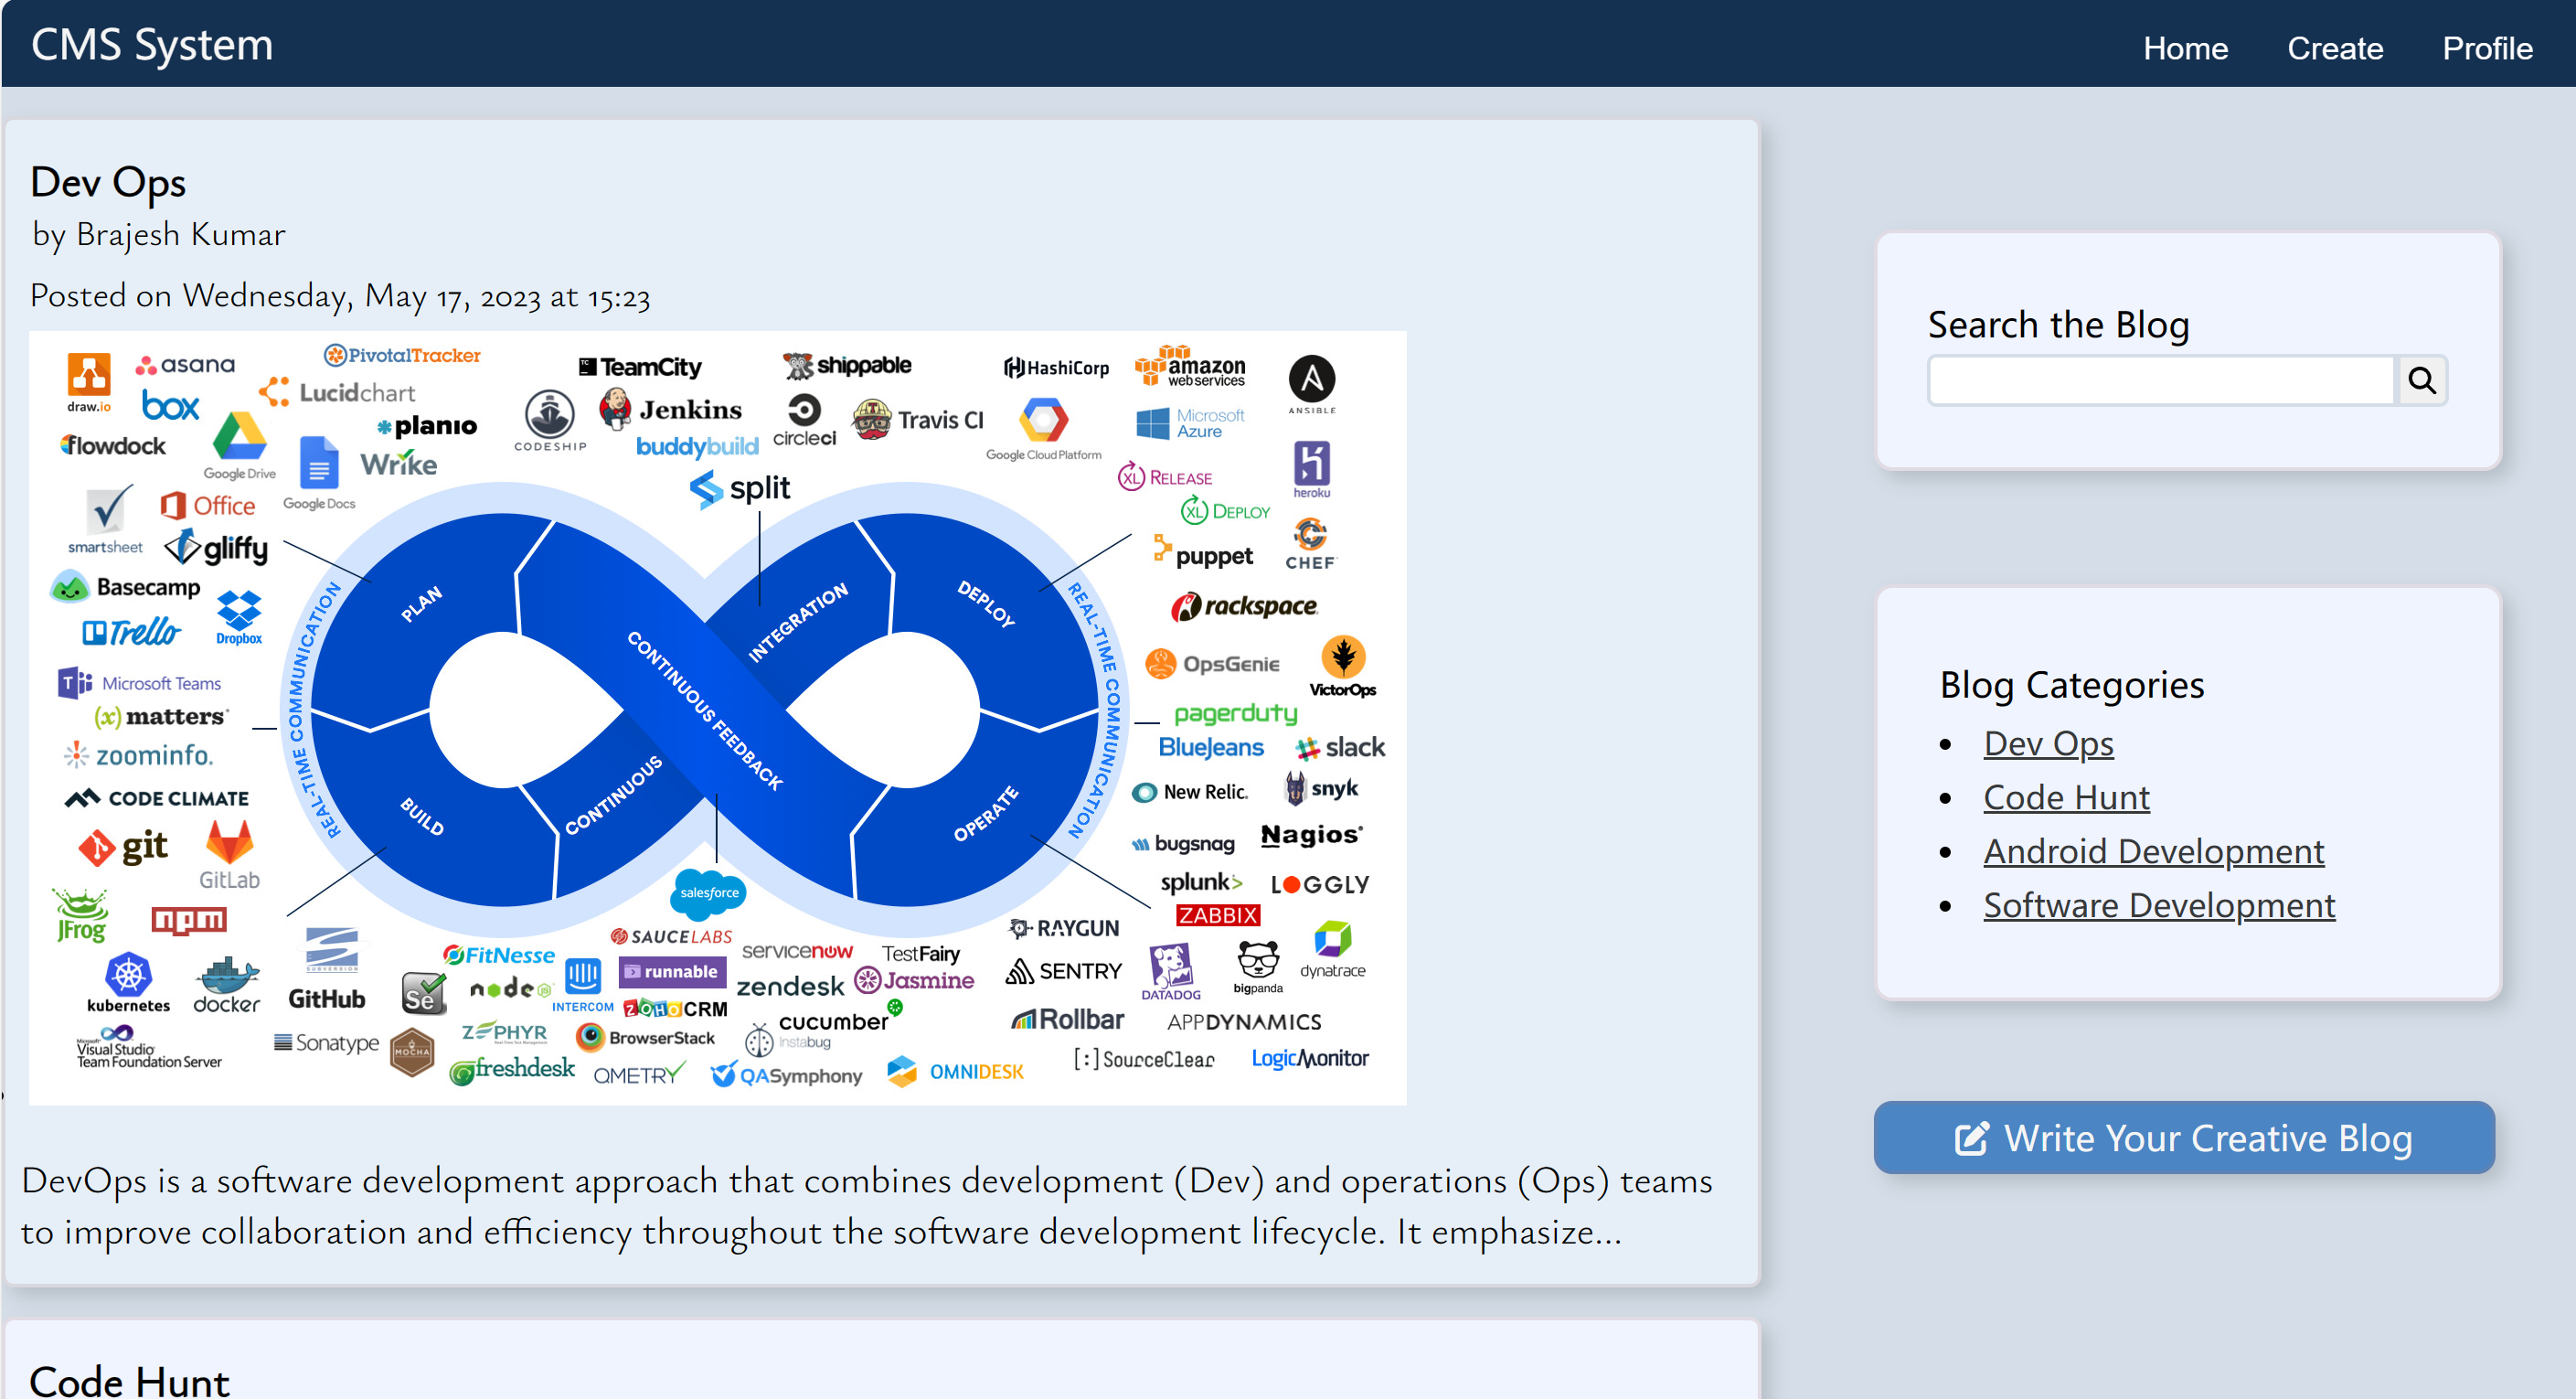 CMS System
Home Create Profile
Dev Ops
by Brajesh Kumar
Posted on Wednesday, May 17, 2023 at 15:23
draw.io
asana
PivotalTracker
box
Lucidchart
planio
flowdock
Google Drive
Google Docs
Wrike
smartsheet
Office
gliffy
Basecamp
Dropbox
Trello
TC
TeamCity
CODESHIP
Jenkins
buddybuild
shippable
circleci
Travis CI
split
HashiCorp
amazon
webservices
Google Cloud Platform
Microsoft
Azure
ANSIBLE
XL RELEASE
XL DEPLOY
heroku
puppet
CHEF
rackspace
OpsGenie
VictorOps
pagerduty
BLUEJEANS
slack
New Relic.
snyk
bugsnag
Nagios®
splunk>
LOGGLY
ZABBIX
RAYGUN
SENTRY
DATADOG
bigpanda
dynatrace
Rollbar
APPDYNAMICS
[:]SourceClear
LogicMonitor
PLAN
CONTINUOUS FEEDBACK
INTEGRATION
DEPLOY
OPERATE
CONTINUOUS
BUILD
REAL-TIME COMMUNICATION
REAL-TIME COMMUNICATION
T
Microsoft Teams
(x) matters
zoominfo.
CODE CLIMATE
git
GitLab
JFrog
npm
kubernetes
docker
SUBVERSION
GitHub
Microsoft
Visual Studio
Team Foundation Server
Sonatype
MOCHA
Se
FitNesse
node
JS
INTERCOM
salesforce
SAUCELABS
runnable
ZOHO CRM
servicenow
zendesk
TestFairy
Jasmine
ZEPHYR
BrowserStack
cucumber
Instabug
freshdesk
QMETRY
QASymphony
OMNIDESK
DevOps is a software development approach that combines development (Dev) and operations (Ops) teams
to improve collaboration and efficiency throughout the software development lifecycle. It emphasize...
Code Hunt
Search the Blog
Blog Categories
Dev Ops
Code Hunt
Android Development
Software Development
Write Your Creative Blog